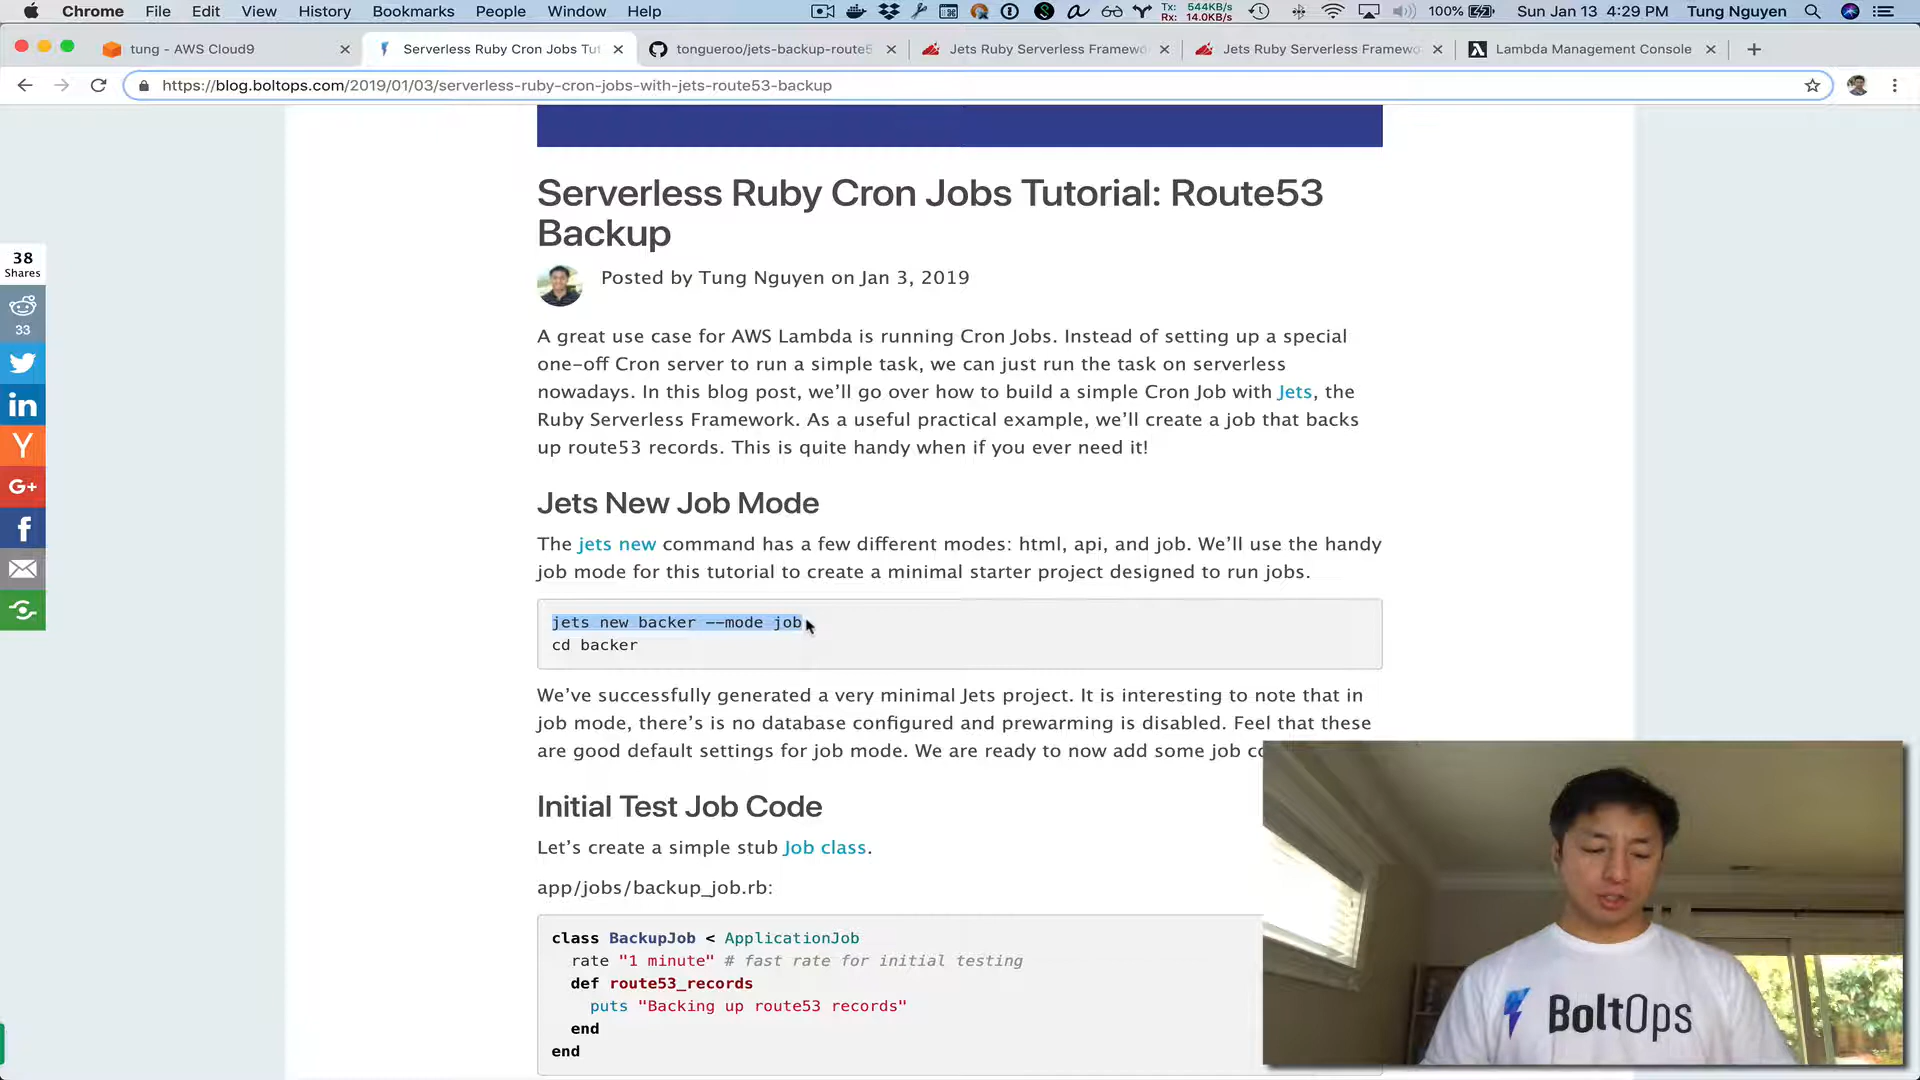 Chrome File Edit View History Bookmarks People Window Help Tx: 544KB/s Rx: 14.0KB/s 100% Sun Jan 13 4:29 PM Tung Nguyen
tung - AWS Cloud9 Serverless Ruby Cron Jobs Tut tongueroo/jets-backup-route5 Jets Ruby Serverless Framewo Jets Ruby Serverless Framewo Lambda Management Console
https://blog.boltops.com/2019/01/03/serverless-ruby-cron-jobs-with-jets-route53-backup
Serverless Ruby Cron Jobs Tutorial: Route53
Backup
Posted by Tung Nguyen on Jan 3, 2019
38
Shares
33
in
Y
G+
f
A great use case for AWS Lambda is running Cron Jobs. Instead of setting up a special
one-off Cron server to run a simple task, we can just run the task on serverless
nowadays. In this blog post, we’ll go over how to build a simple Cron Job with Jets, the
Ruby Serverless Framework. As a useful practical example, we’ll create a job that backs
up route53 records. This is quite handy when if you ever need it!
Jets New Job Mode
The jets new command has a few different modes: html, api, and job. We’ll use the handy
job mode for this tutorial to create a minimal starter project designed to run jobs.
jets new backer --mode job
cd backer
We’ve successfully generated a very minimal Jets project. It is interesting to note that in
job mode, there’s is no database configured and prewarming is disabled. Feel that these
are good default settings for job mode. We are ready to now add some job co
Initial Test Job Code
Let’s create a simple stub Job class.
app/jobs/backup_job.rb:
class BackupJob < ApplicationJob
rate "1 minute" # fast rate for initial testing
def route53_records
puts "Backing up route53 records"
end
end
BoltOps